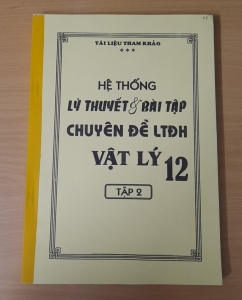 TÀI LIỆU THAM KHẢO
***
HỆ THỐNG
LÝ THUYẾT & BÀI TẬP
CHUYÊN ĐỀ LTĐH
VẬT LÝ 12
TẬP 2